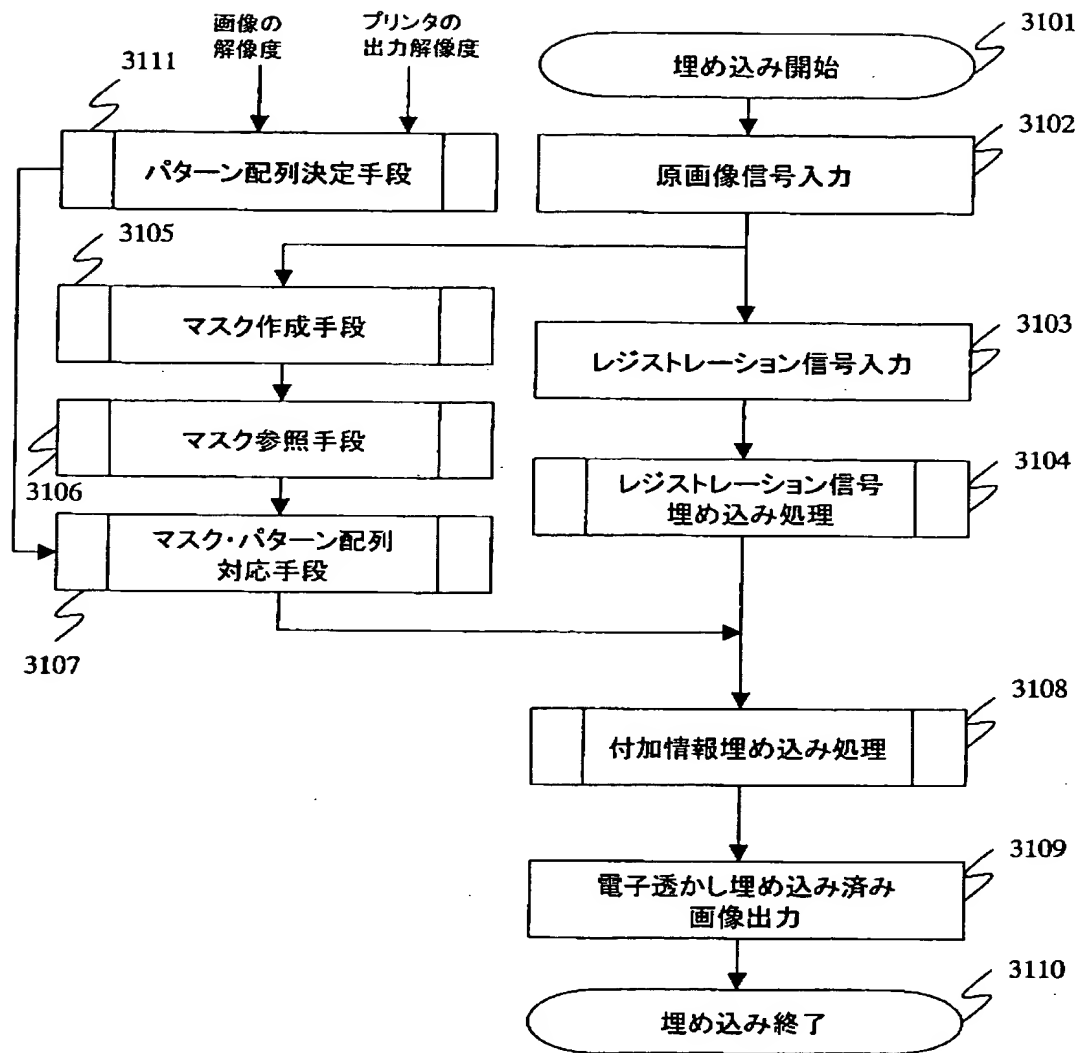 画像の
解像度
プリンタの
出力解像度
3101
埋め込み開始
3111
3102
パターン配列決定手段
原画像信号入力
3105
マスク作成手段
3103
レジストレーション信号入力
マスク参照手段
3106
3104
レジストレーション信号
埋め込み処理
マスク・パターン配列
対応手段
3107
3108
付加情報埋め込み処理
3109
電子透かし埋め込み済み
画像出力
3110
埋め込み終了